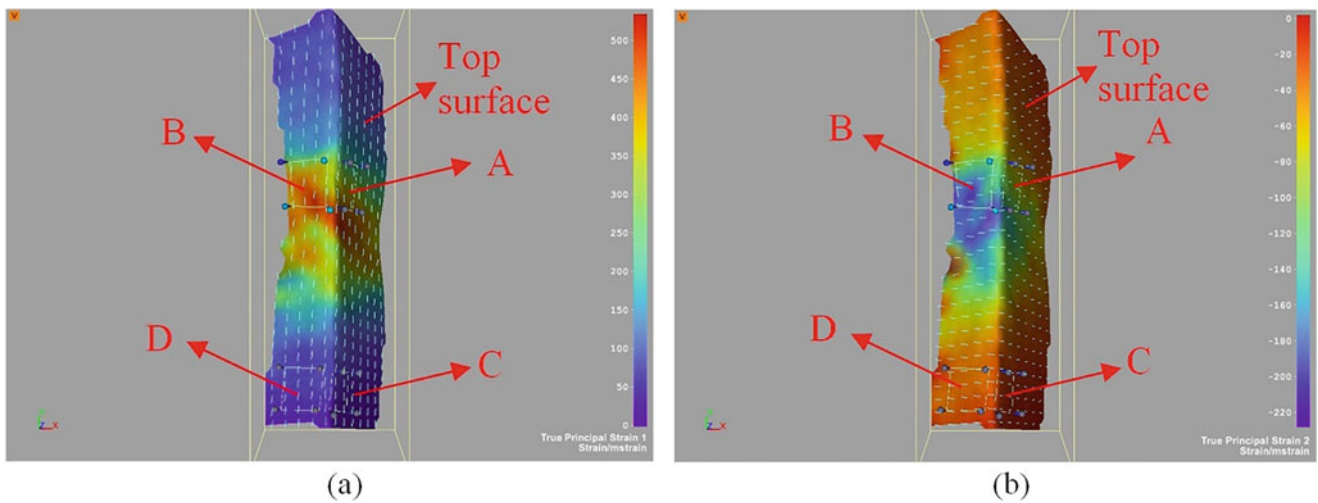 V
500
450
400
350
300
250
200
150
100
50
0
Top
surface
B
A
D
C
Z X
True Principal Strain 1
Strain/mstrain
(a)
V
0
-20
-40
-60
-80
-100
-120
-140
-160
-180
-200
-220
Top
surface
B
A
D
C
Z X
True Principal Strain 2
Strain/mstrain
(b)